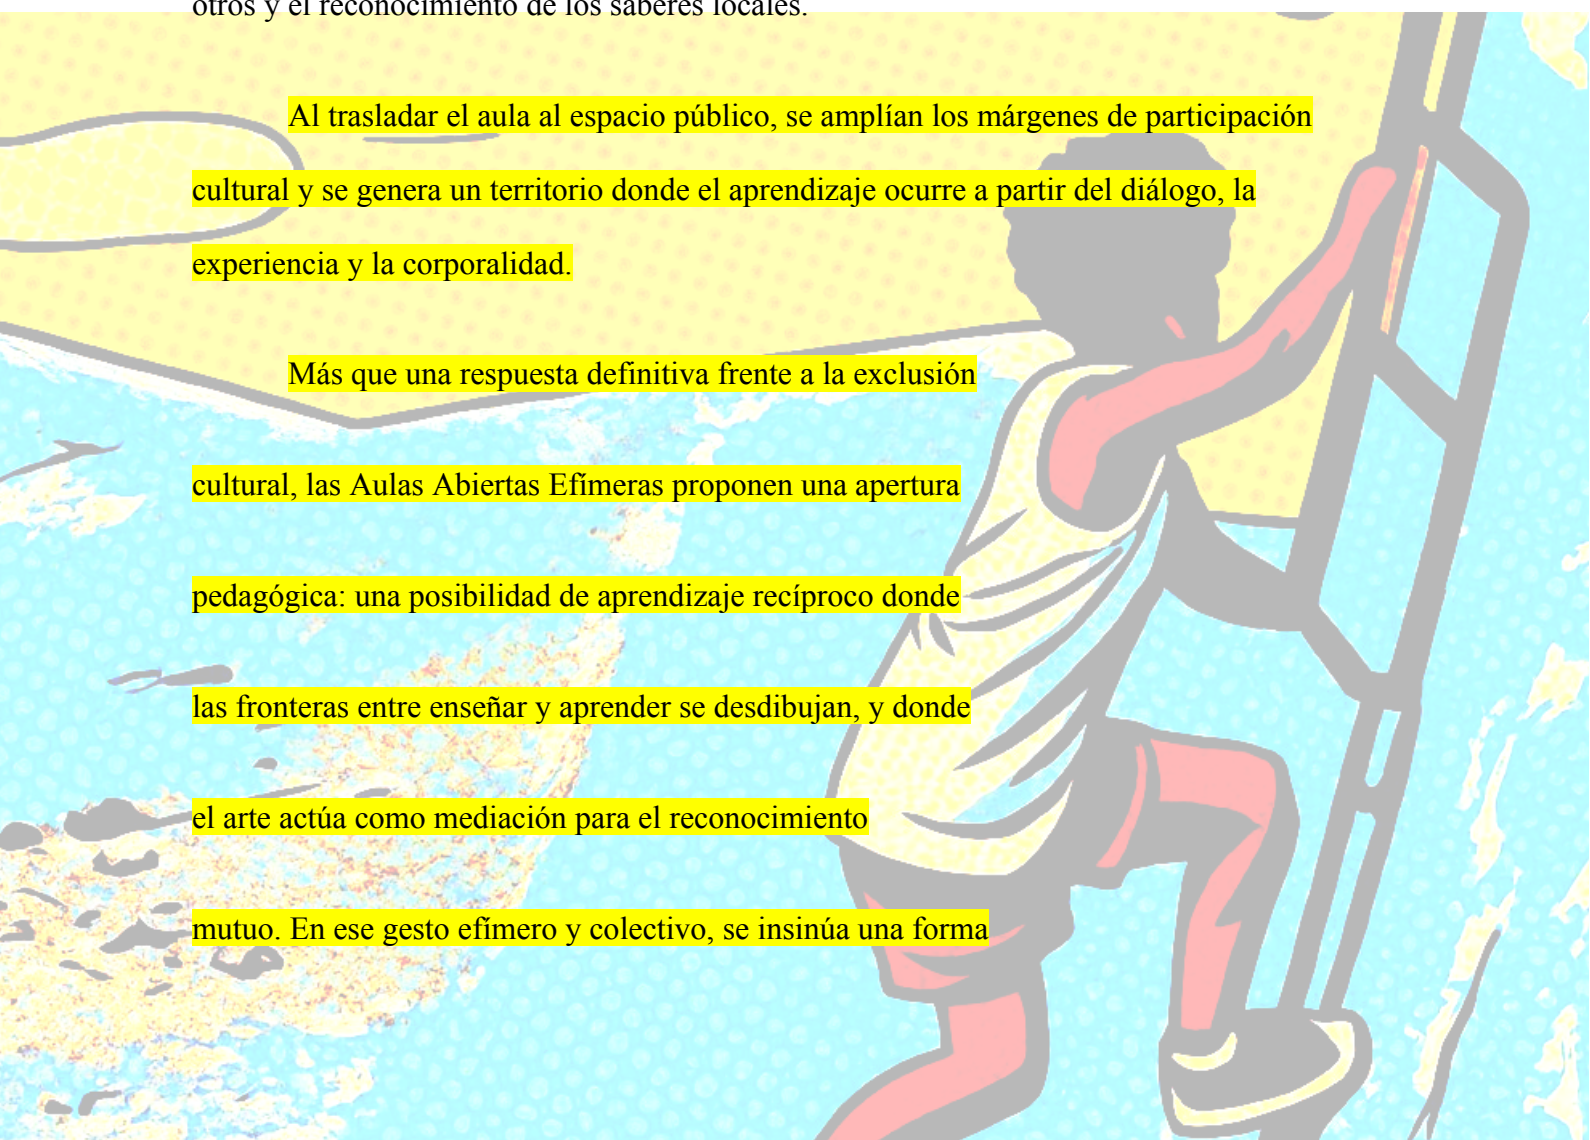 otros y el reconocimiento de los saberes locales.
Al trasladar el aula al espacio público, se amplían los márgenes de participación
cultural y se genera un territorio donde el aprendizaje ocurre a partir del diálogo, la
experiencia y la corporalidad.
Más que una respuesta definitiva frente a la exclusión
cultural, las Aulas Abiertas Efímeras proponen una apertura
pedagógica: una posibilidad de aprendizaje recíproco donde
las fronteras entre enseñar y aprender se desdibujan, y donde
el arte actúa como mediación para el reconocimiento
mutuo. En ese gesto efímero y colectivo, se insinúa una forma